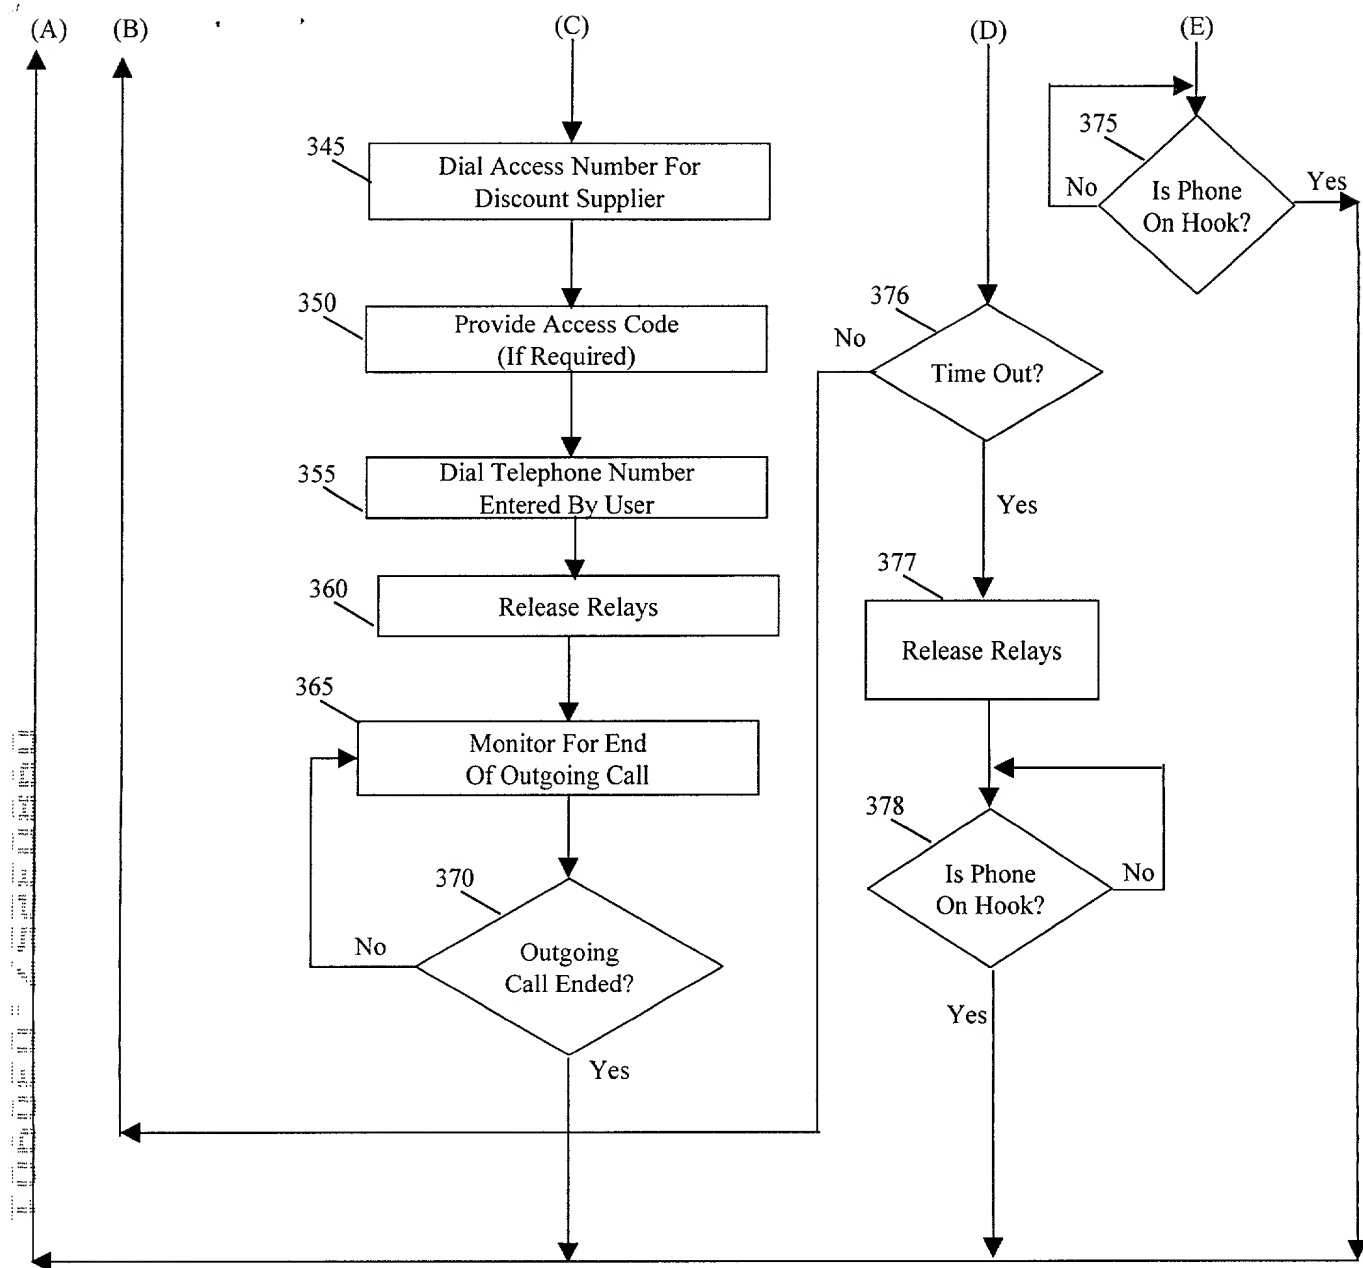 (A)
(B)
(C)
(D)
(E)
345
Dial Access Number For
Discount Supplier
375
No
Is Phone
On Hook?
Yes
350
Provide Access Code
(If Required)
376
No
Time Out?
Yes
355
Dial Telephone Number
Entered By User
360
Release Relays
377
Release Relays
365
Monitor For End
Of Outgoing Call
378
Is Phone
On Hook?
No
Yes
370
No
Outgoing
Call Ended?
Yes